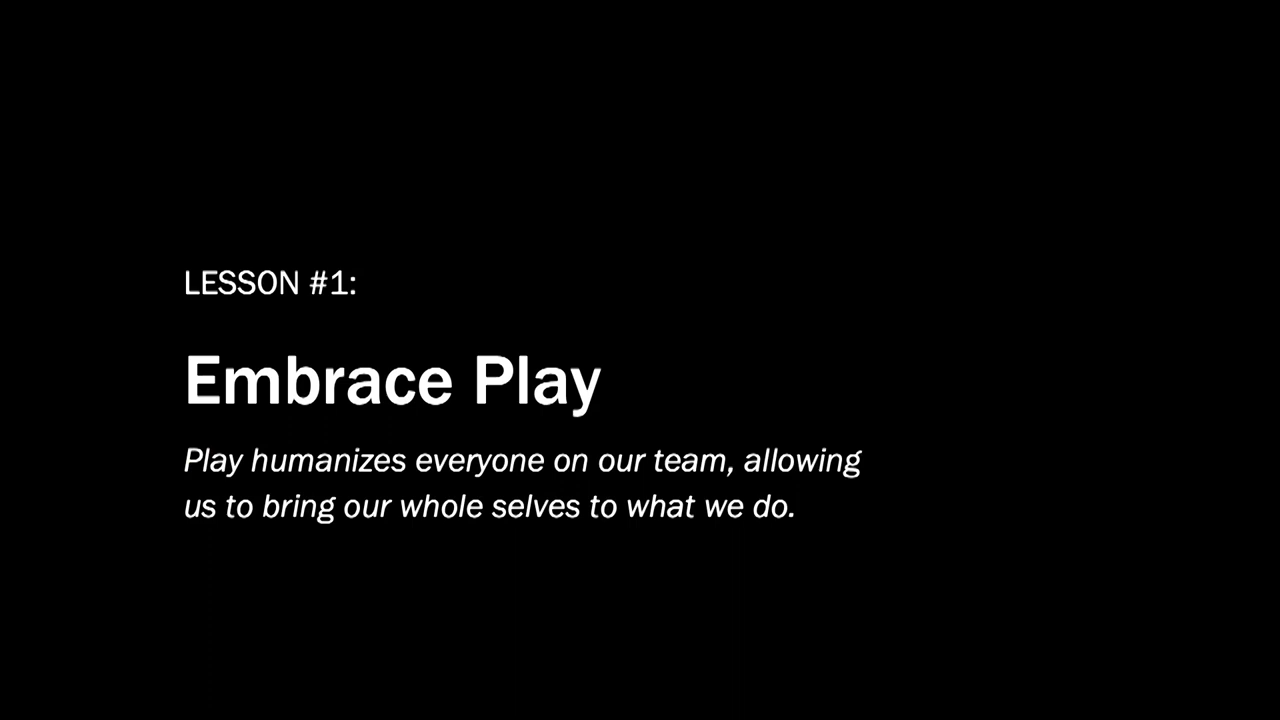 LESSON #1:
Embrace Play
Play humanizes everyone on our team, allowing
us to bring our whole selves to what we do.